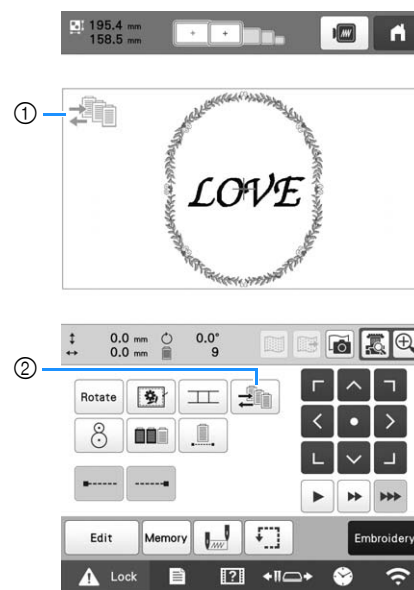 195.4 mm
158.5 mm
①
LOVE
0.0 mm 0.0°
0.0 mm 9
②
Rotate
Edit Memory Embroidery
Lock